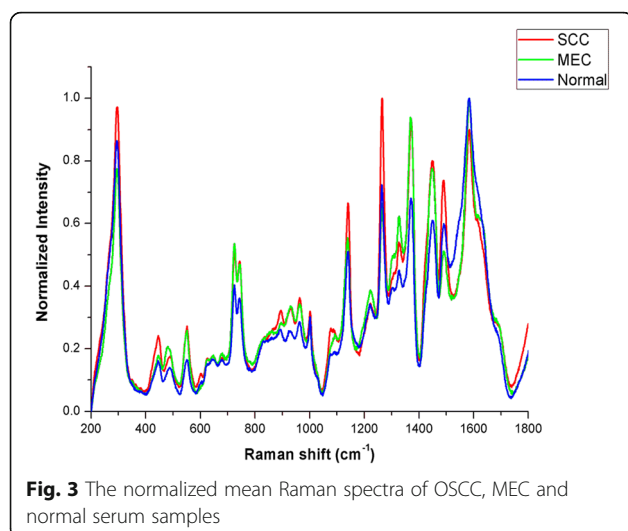 SCC
MEC
Normal
1.0
0.8
0.6
0.4
0.2
0.0
Normalized Intensity
200 400 600 800 1000 1200 1400 1600 1800
Raman shift (cm-1)
Fig. 3 The normalized mean Raman spectra of OSCC, MEC and
normal serum samples